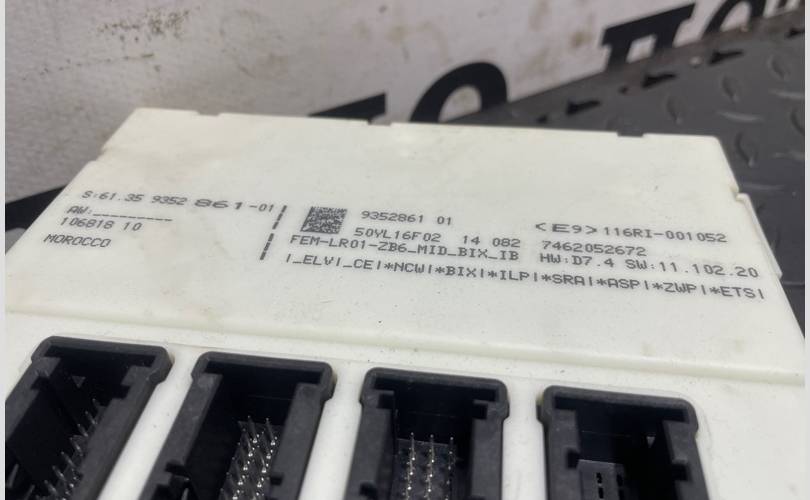 S:61.35 9352 861-01
AW:_________
106818 10
MOROCCO
9352861 01
50YL16F02 14 082
FEM-LR01-ZB6_MID_BIX_IB
<E9>116RI-001052
7462052672
HW:D7.4 SW:11.102.20
|_ELV|_CE|*NCW|*BIX|*ILP|*SRA|*ASP|*ZWP|*ETS|